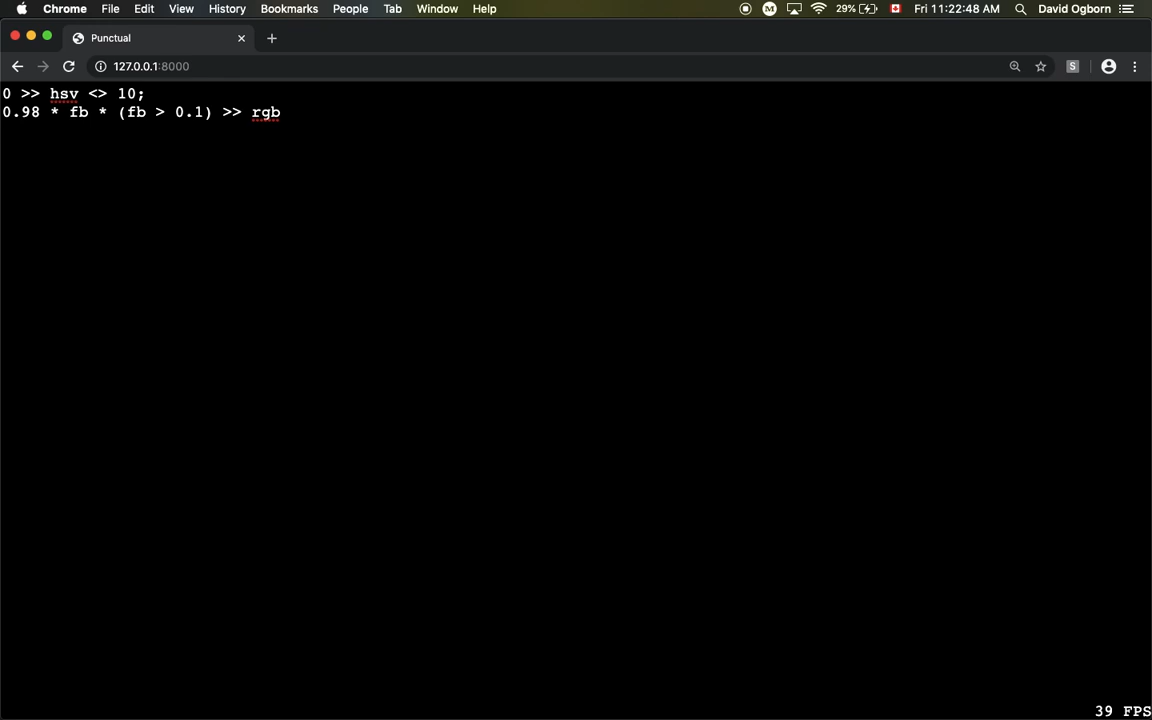 Chrome File Edit View History Bookmarks People Tab Window Help M 29% Fri 11:22:48 AM David Ogborn
Punctual
127.0.0.1:8000 S
0 >> hsv <> 10;
0.98 * fb * (fb > 0.1) >> rgb
39 FPS